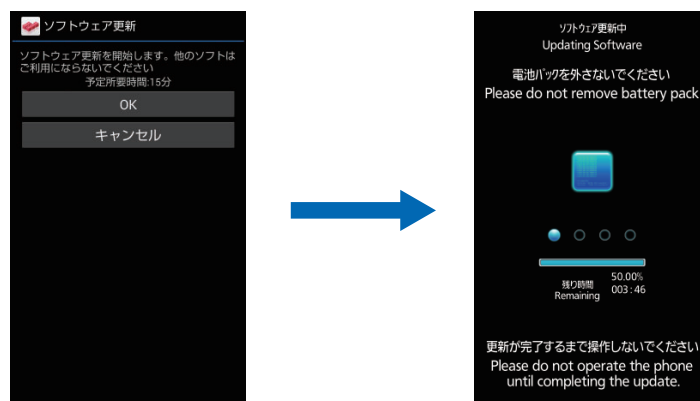 ソフトウェア更新
ソフトウェア更新を開始します。他のソフトは
ご利用にならないでください
予定所要時間:15分
OK
キャンセル
ソフトウェア更新中
Updating Software
電池パックを外さないでください
Please do not remove battery pack
50.00%
残り時間 003:46
Remaining
更新が完了するまで操作しないでください
Please do not operate the phone
until completing the update.